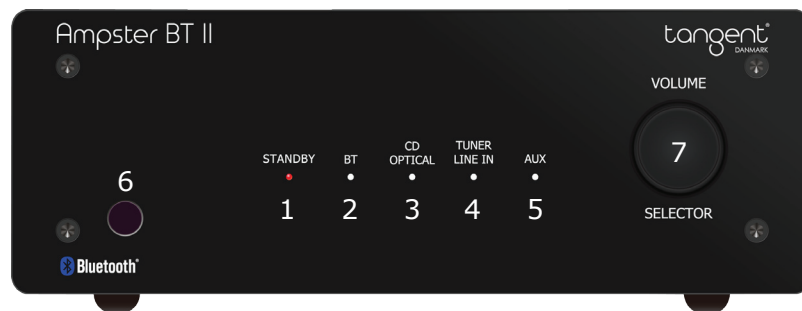 Ampster BT II
tangent®
DANMARK
VOLUME
7
SELECTOR
STANDBY
BT
CD
OPTICAL
TUNER
LINE IN
AUX
6
1 2 3 4 5
Bluetooth®